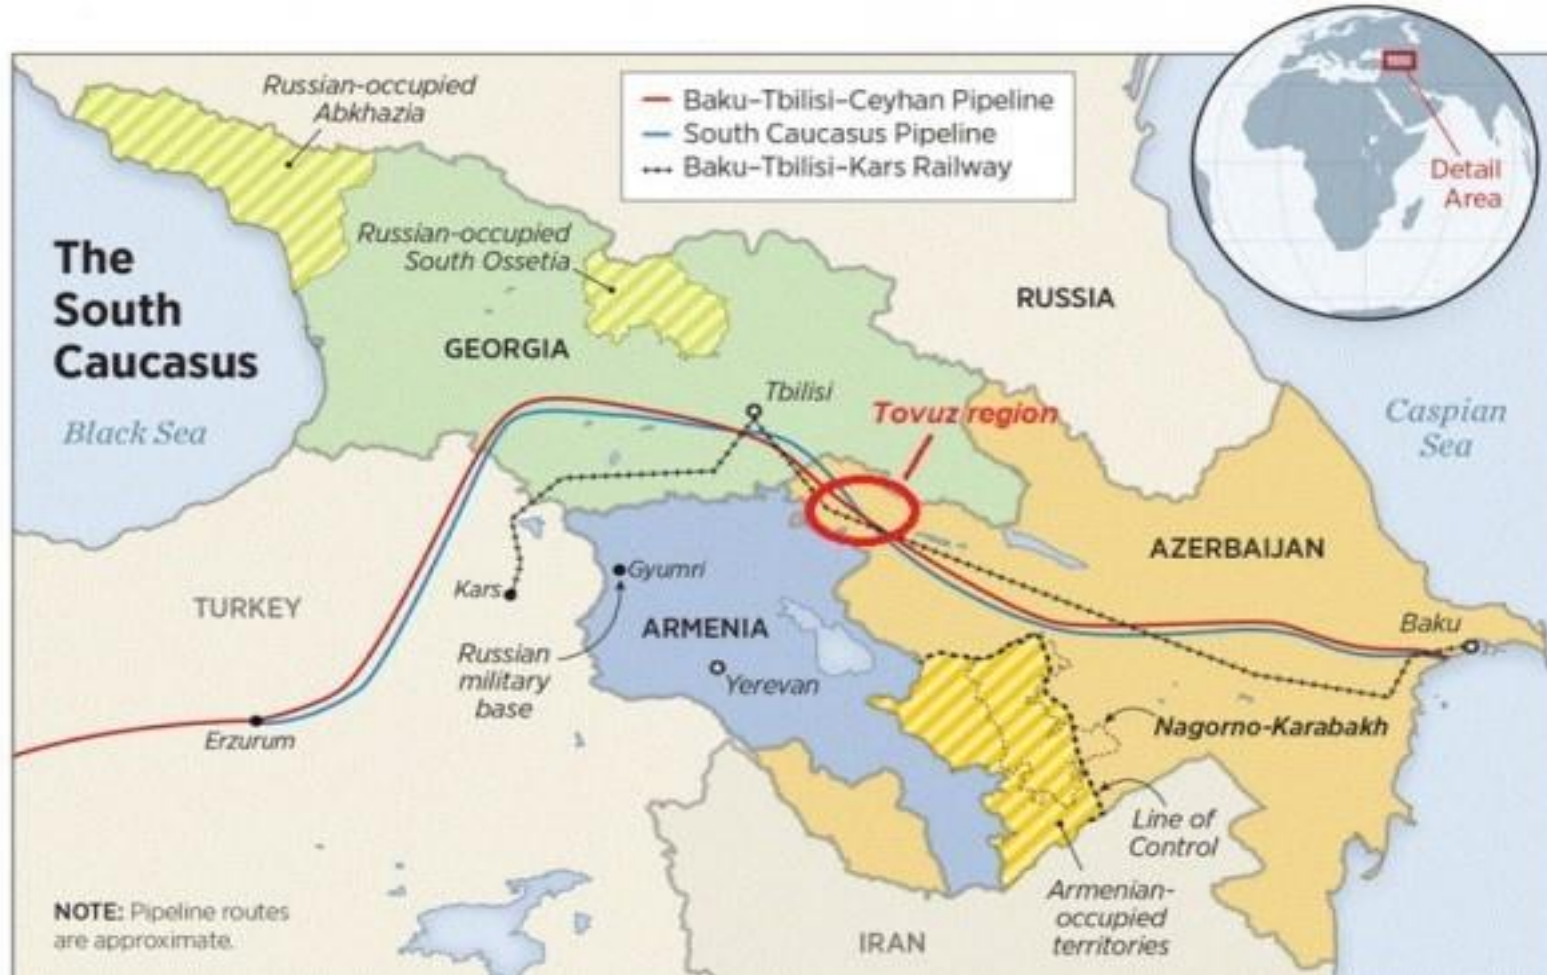 Russian-occupied
Abkhazia
Baku–Tbilisi–Ceyhan Pipeline
South Caucasus Pipeline
Baku–Tbilisi–Kars Railway
Detail
Area
The
South
Caucasus
Russian-occupied
South Ossetia
RUSSIA
GEORGIA
Black Sea
Tbilisi
Tovuz region
Caspian
Sea
AZERBAIJAN
TURKEY
Kars
Gyumri
ARMENIA
Baku
Russian
military
base
Yerevan
Erzurum
Nagorno-Karabakh
Line of
Control
Armenian-
occupied
territories
IRAN
NOTE: Pipeline routes
are approximate.